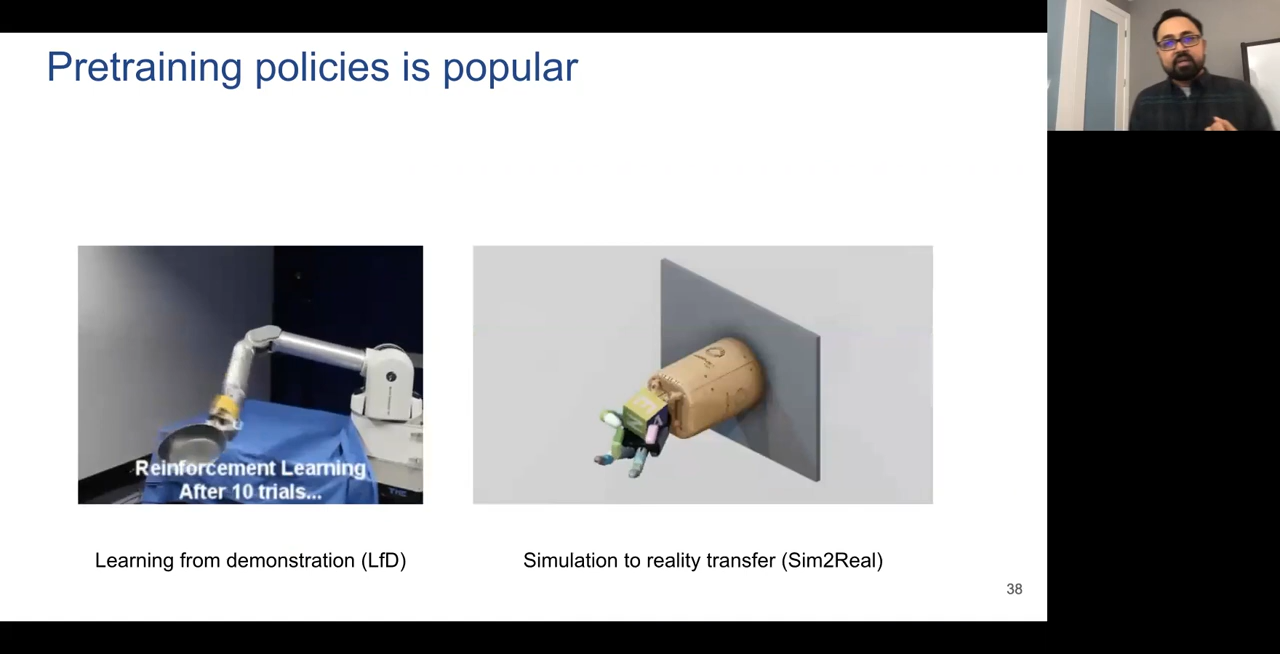 Pretraining policies is popular
Reinforcement Learning
After 10 trials...
Learning from demonstration (LfD)
Simulation to reality transfer (Sim2Real)
38